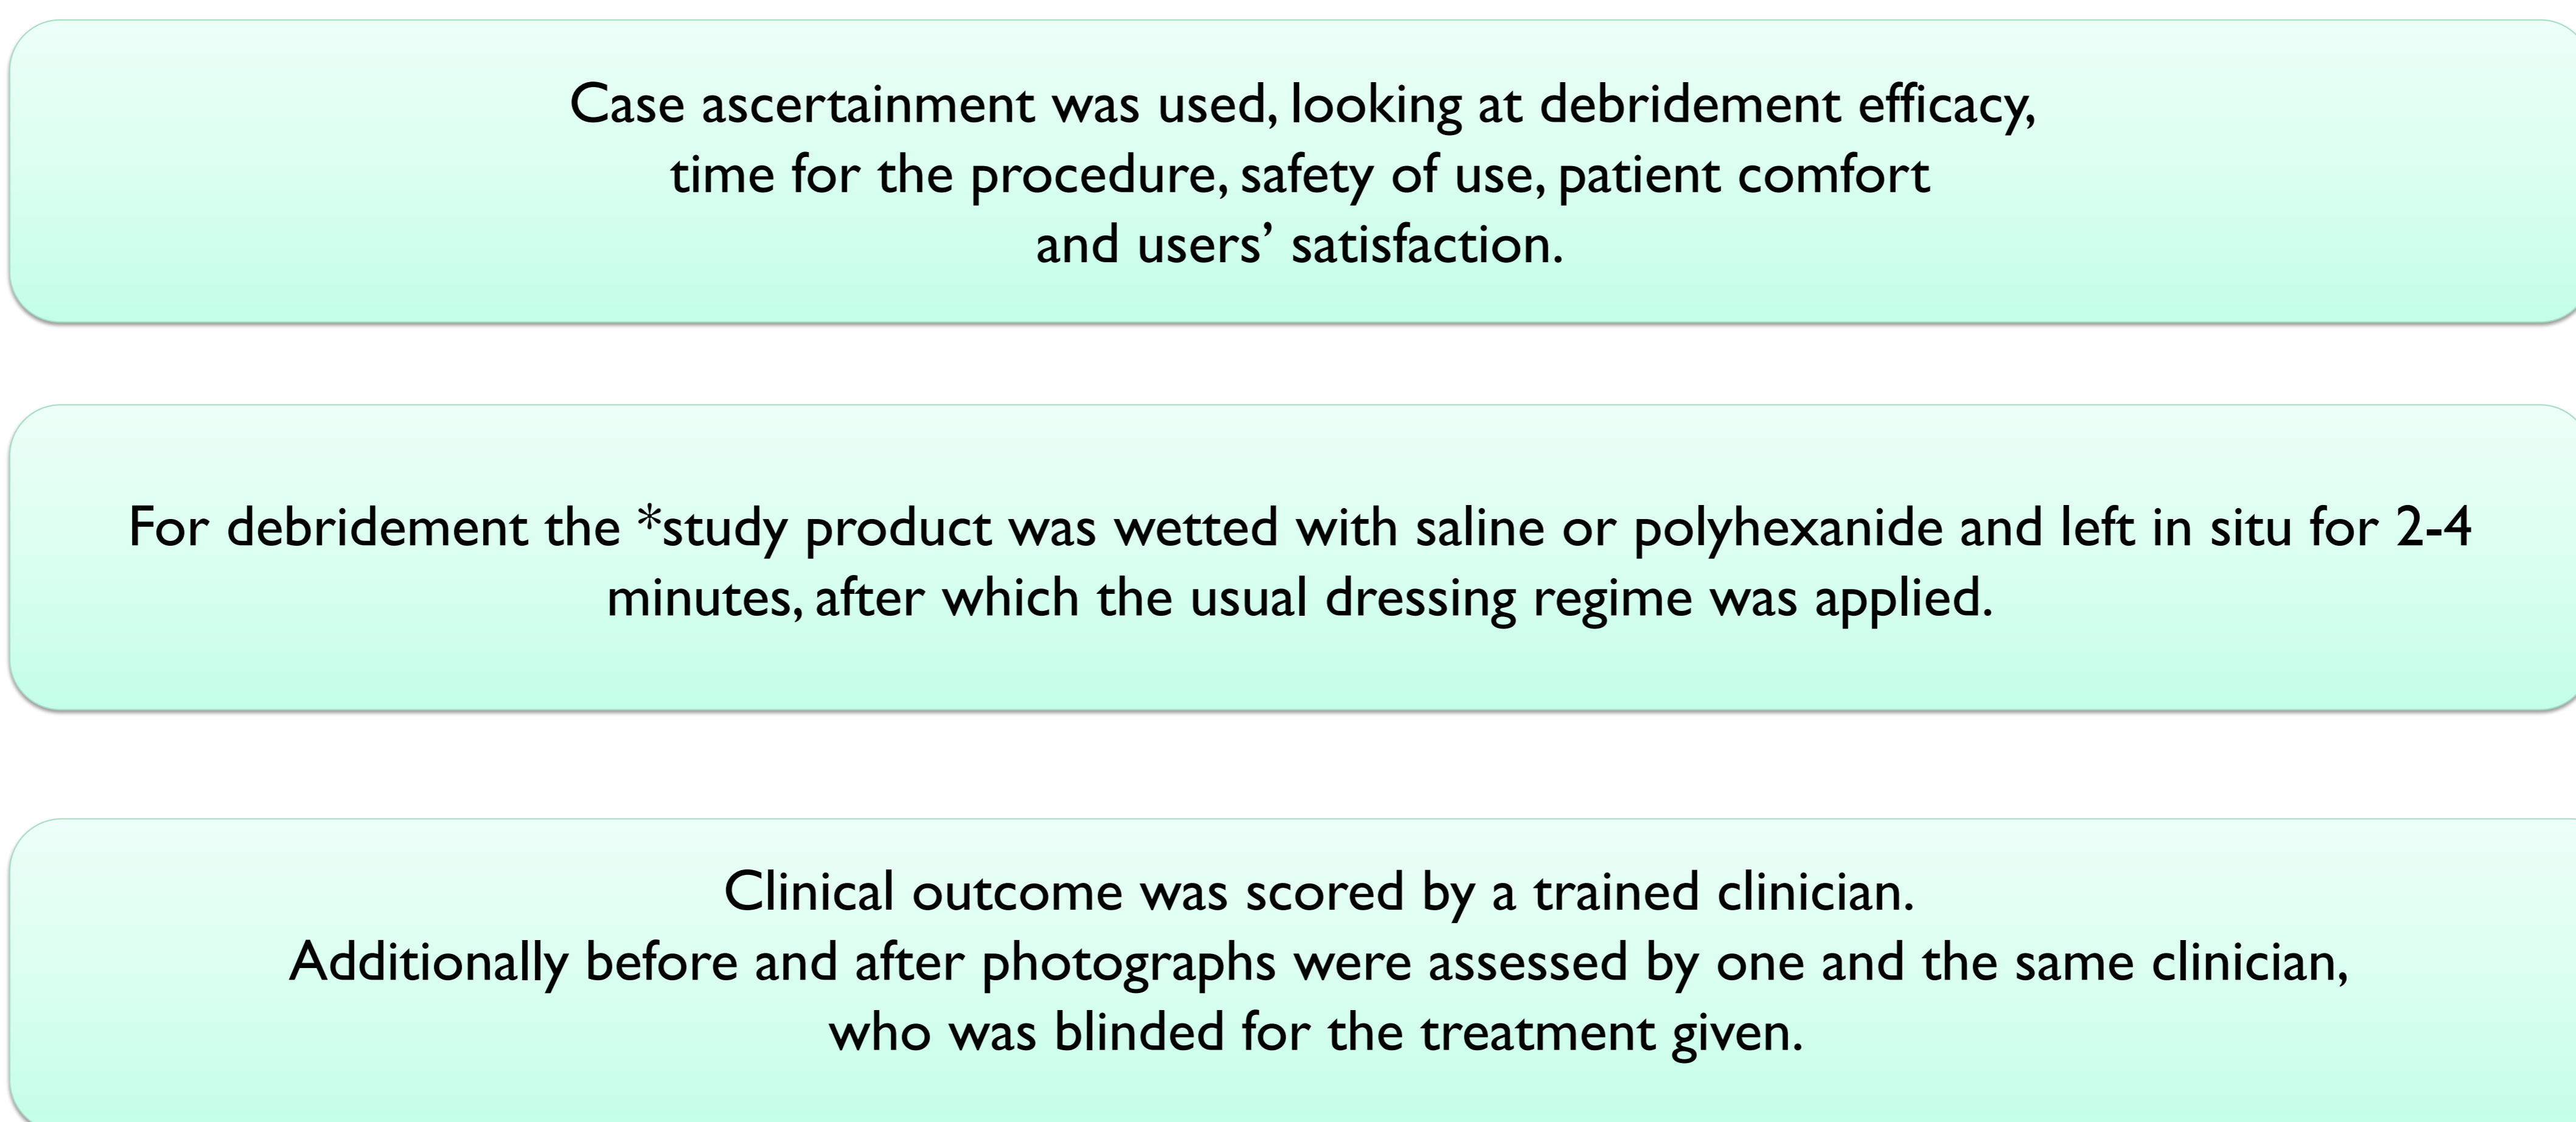 Case ascertainment was used, looking at debridement efficacy,
time for the procedure, safety of use, patient comfort
and users’ satisfaction.
For debridement the *study product was wetted with saline or polyhexanide and left in situ for 2-4
minutes, after which the usual dressing regime was applied.
Clinical outcome was scored by a trained clinician.
Additionally before and after photographs were assessed by one and the same clinician,
who was blinded for the treatment given.